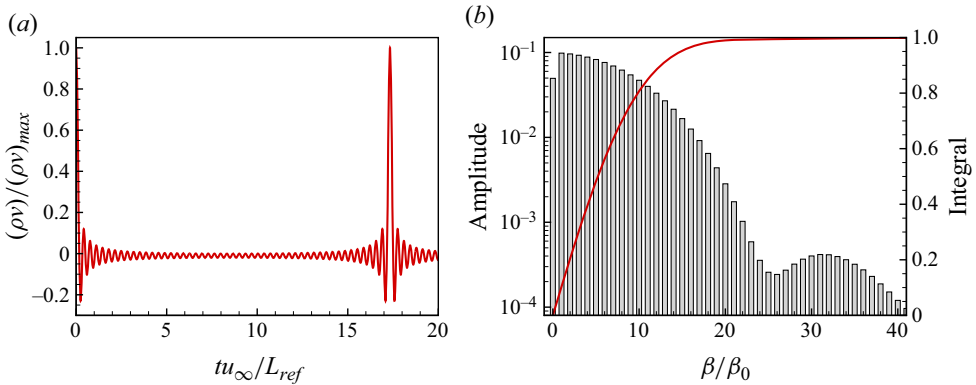 (a)
(ρv)/(ρv)max
1.0
0.8
0.6
0.4
0.2
0
–0.2
0 5 10 15 20
tu∞/Lref
(b)
Amplitude
10⁻¹
10⁻²
10⁻³
10⁻⁴
0 10 20 30 40
β/β₀
1.0
0.8
0.6
0.4
0.2
0
Integral